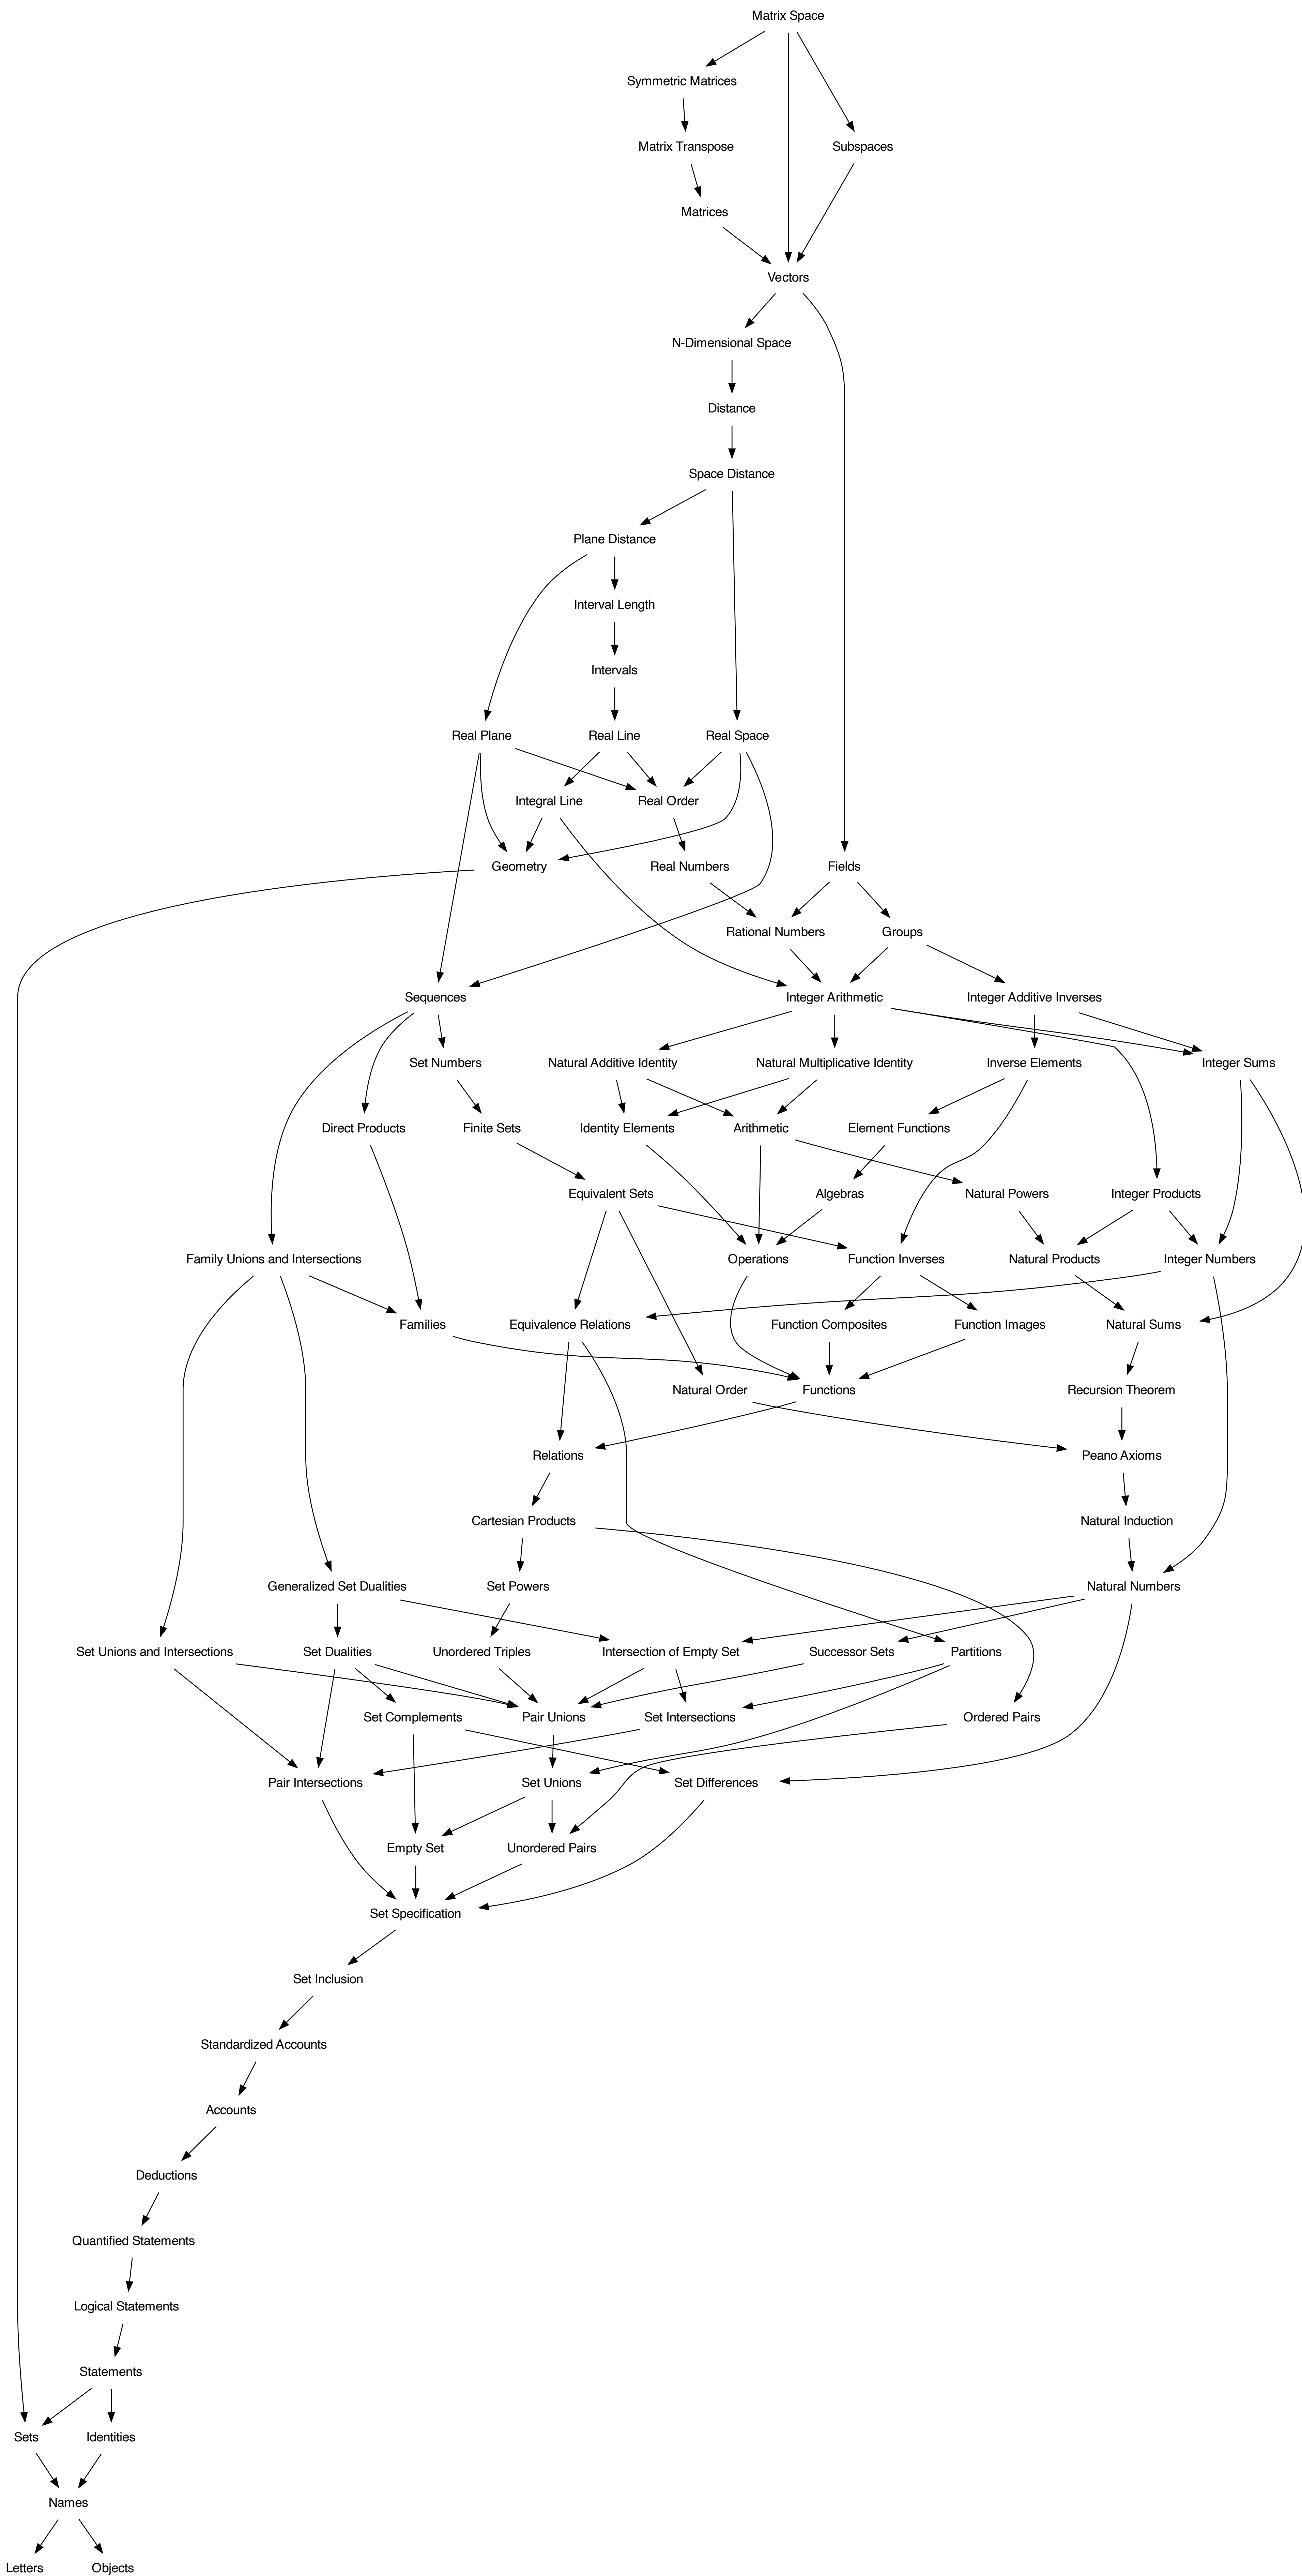 Matrix Space
Symmetric Matrices
Matrix Transpose
Subspaces
Matrices
Vectors
N-Dimensional Space
Distance
Space Distance
Plane Distance
Interval Length
Intervals
Real Plane
Real Line
Real Space
Integral Line
Real Order
Geometry
Real Numbers
Fields
Rational Numbers
Groups
Sequences
Integer Arithmetic
Integer Additive Inverses
Set Numbers
Natural Additive Identity
Natural Multiplicative Identity
Inverse Elements
Integer Sums
Direct Products
Finite Sets
Identity Elements
Arithmetic
Element Functions
Equivalent Sets
Algebras
Natural Powers
Integer Products
Family Unions and Intersections
Operations
Function Inverses
Natural Products
Integer Numbers
Families
Equivalence Relations
Function Composites
Function Images
Natural Sums
Natural Order
Functions
Recursion Theorem
Relations
Peano Axioms
Cartesian Products
Natural Induction
Generalized Set Dualities
Set Powers
Natural Numbers
Set Unions and Intersections
Set Dualities
Unordered Triples
Intersection of Empty Set
Successor Sets
Partitions
Set Complements
Pair Unions
Set Intersections
Ordered Pairs
Pair Intersections
Set Unions
Set Differences
Empty Set
Unordered Pairs
Set Specification
Set Inclusion
Standardized Accounts
Accounts
Deductions
Quantified Statements
Logical Statements
Statements
Sets
Identities
Names
Letters
Objects